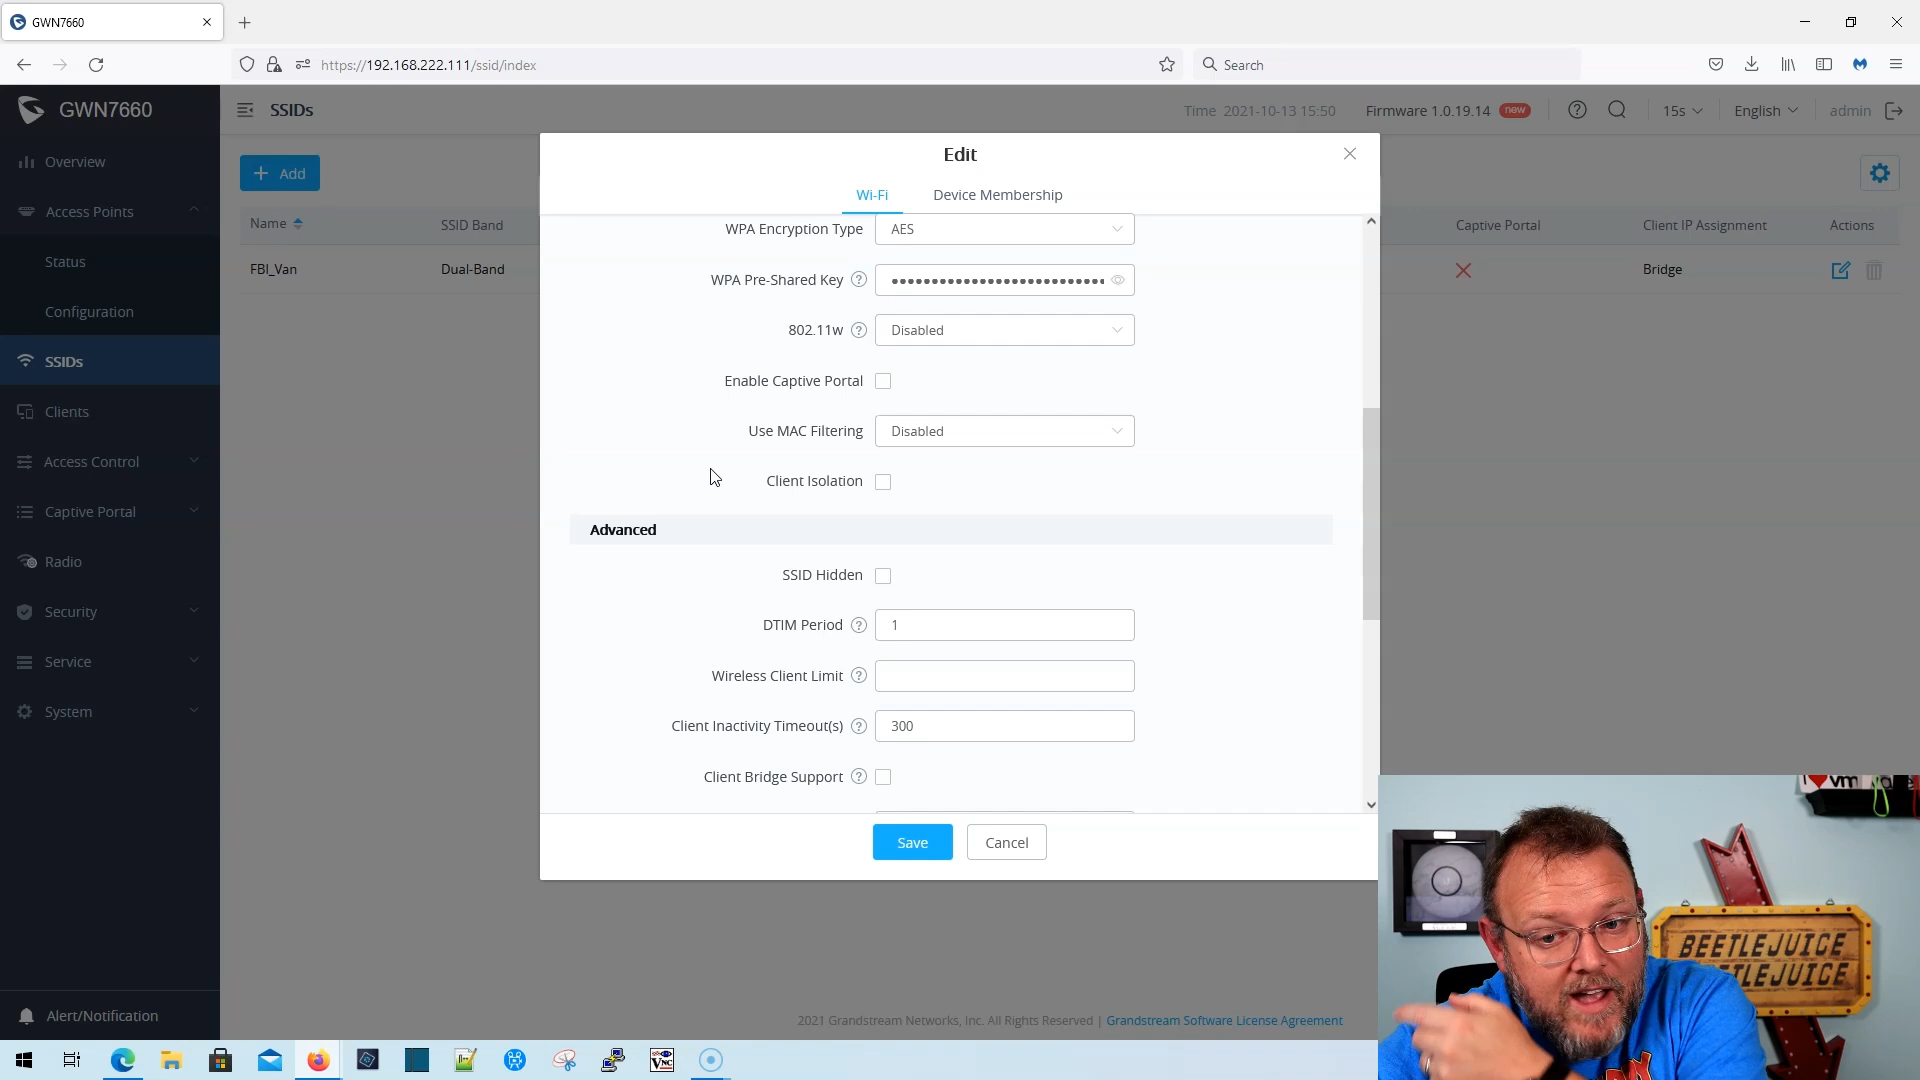 GWN7660
https://192.168.222.111/ssid/index
Search
GWN7660
SSIDs
Time 2021-10-13 15:50
Firmware 1.0.19.14
new
15s
English
admin
Overview
Access Points
Status
Configuration
SSIDs
Clients
Access Control
Captive Portal
Radio
Security
Service
System
Alert/Notification
Add
Name
SSID Band
Captive Portal
Client IP Assignment
Actions
FBI_Van
Dual-Band
Bridge
Edit
Wi-Fi
Device Membership
WPA Encryption Type
AES
WPA Pre-Shared Key
802.11w
Disabled
Enable Captive Portal
Use MAC Filtering
Disabled
Client Isolation
Advanced
SSID Hidden
DTIM Period
1
Wireless Client Limit
Client Inactivity Timeout(s)
300
Client Bridge Support
Save
Cancel
2021 Grandstream Networks, Inc. All Rights Reserved | Grandstream Software License Agreement
VNC
I
vm
BEETLEJUICE